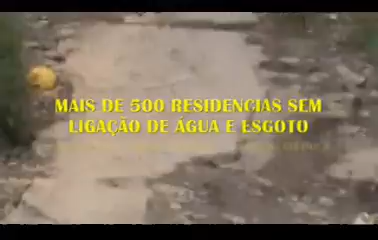 MAIS DE 500 RESIDENCIAS SEM
LIGAÇÃO DE ÁGUA E ESGOTO